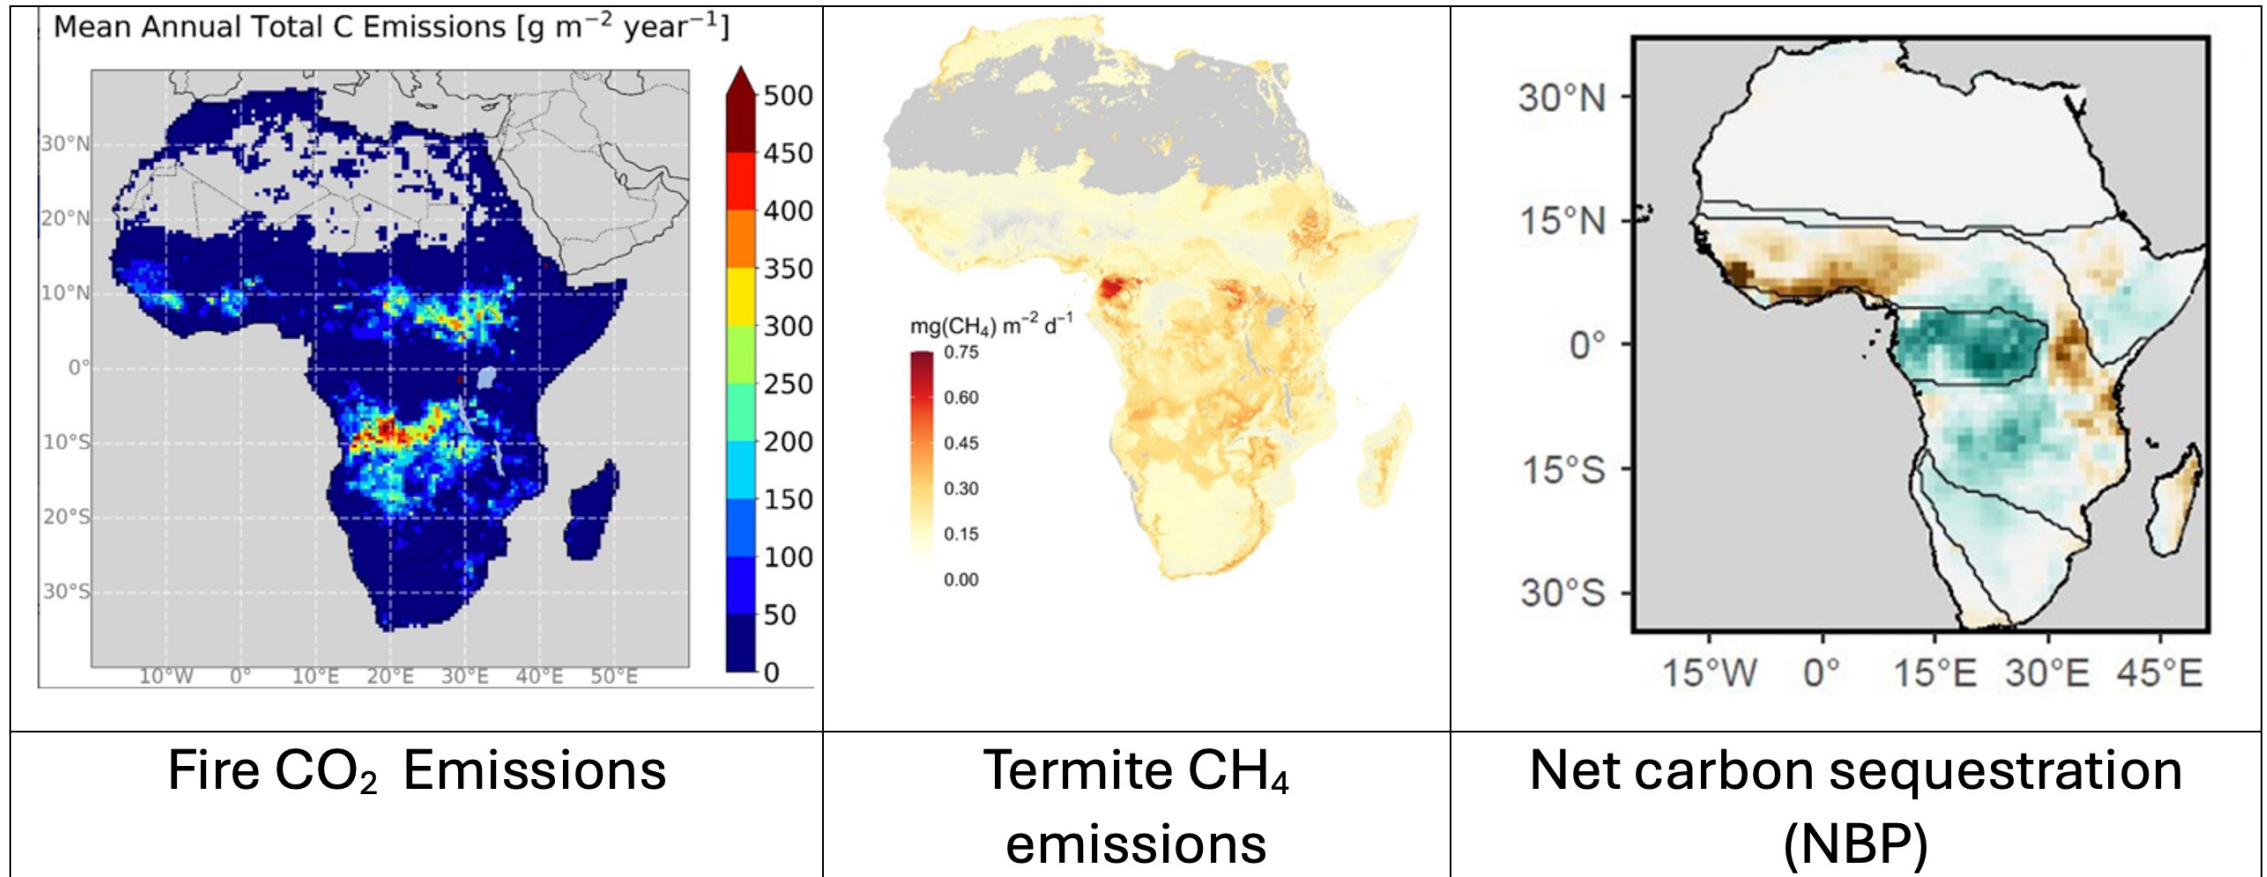 Mean Annual Total C Emissions [g m⁻² year⁻¹]
500
450
400
350
300
250
200
150
100
50
0
30°N
20°N
10°N
0°
10°S
20°S
30°S
10°W 0° 10°E 20°E 30°E 40°E 50°E
mg(CH₄) m⁻² d⁻¹
0.75
0.60
0.45
0.30
0.15
0.00
30°N
15°N
0°
15°S
30°S
15°W 0° 15°E 30°E 45°E
Fire CO₂ Emissions
Termite CH₄
emissions
Net carbon sequestration
(NBP)